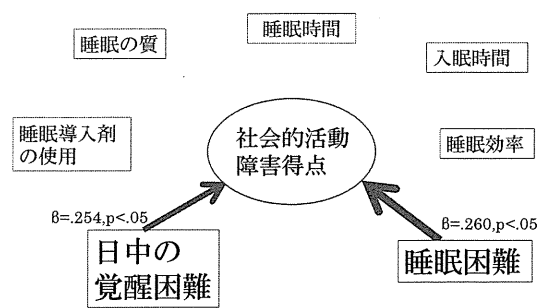 睡眠時間
睡眠の質
入眠時間
睡眠導入剤
の使用
社会的活動
障害得点
睡眠効率
β=.254,p<.05
β=.260,p<.05
日中の
覚醒困難
睡眠困難